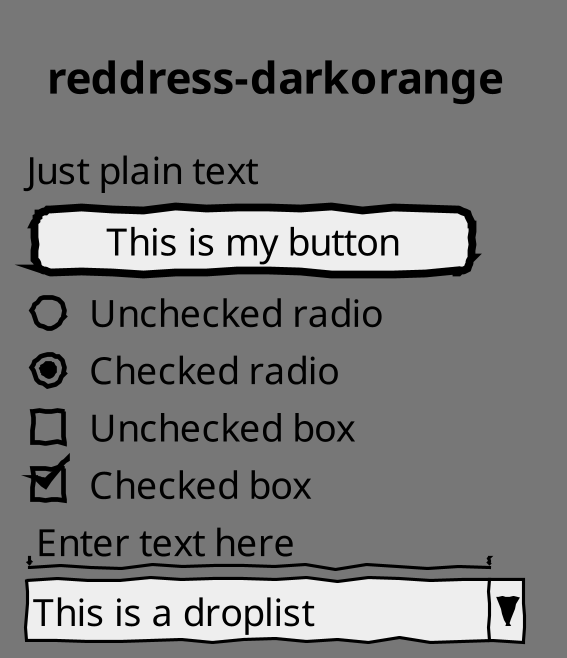 reddress-darkorange
Just plain text
This is my button
Unchecked radio
Checked radio
Unchecked box
Checked box
Enter text here
This is a droplist